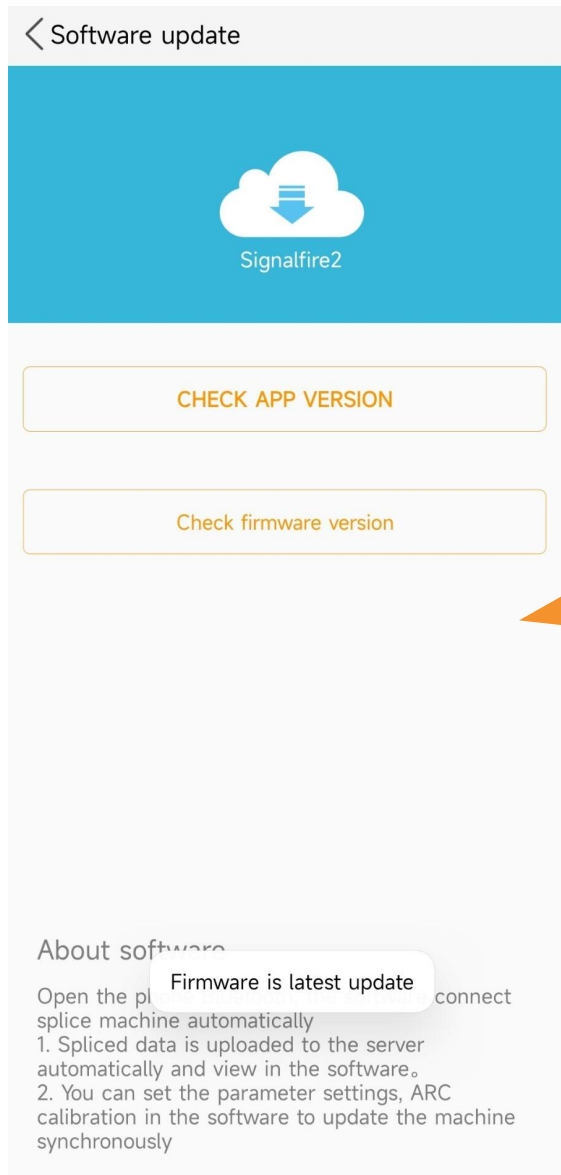 Software update
Signalfire2
CHECK APP VERSION
Check firmware version
About software
Firmware is latest update
Open the connect
splice machine automatically
1. Spliced data is uploaded to the server
automatically and view in the software。
2. You can set the parameter settings, ARC
calibration in the software to update the machine
synchronously